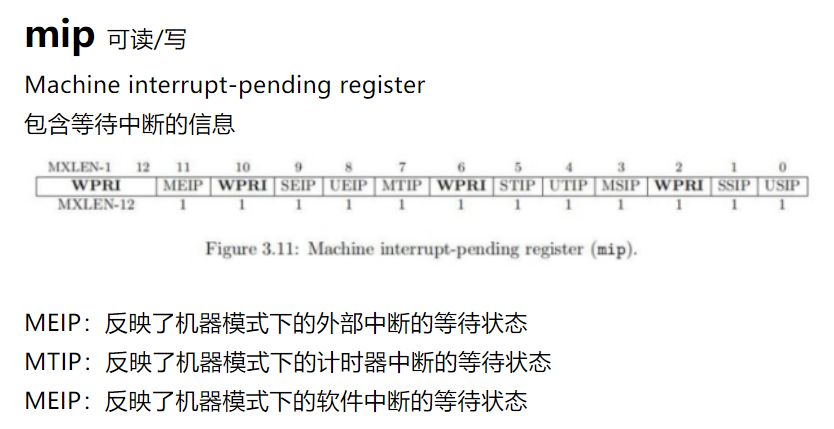 mip 可读/写
Machine interrupt-pending register
包含等待中断的信息
MXLEN-1 12 11 10 9 8 7 6 5 4 3 2 1 0
WPRI MEIP WPRI SEIP UEIP MTIP WPRI STIP UTIP MSIP WPRI SSIP USIP
MXLEN-12 1 1 1 1 1 1 1 1 1 1 1 1
Figure 3.11: Machine interrupt-pending register (mip).
MEIP：反映了机器模式下的外部中断的等待状态
MTIP：反映了机器模式下的计时器中断的等待状态
MEIP：反映了机器模式下的软件中断的等待状态